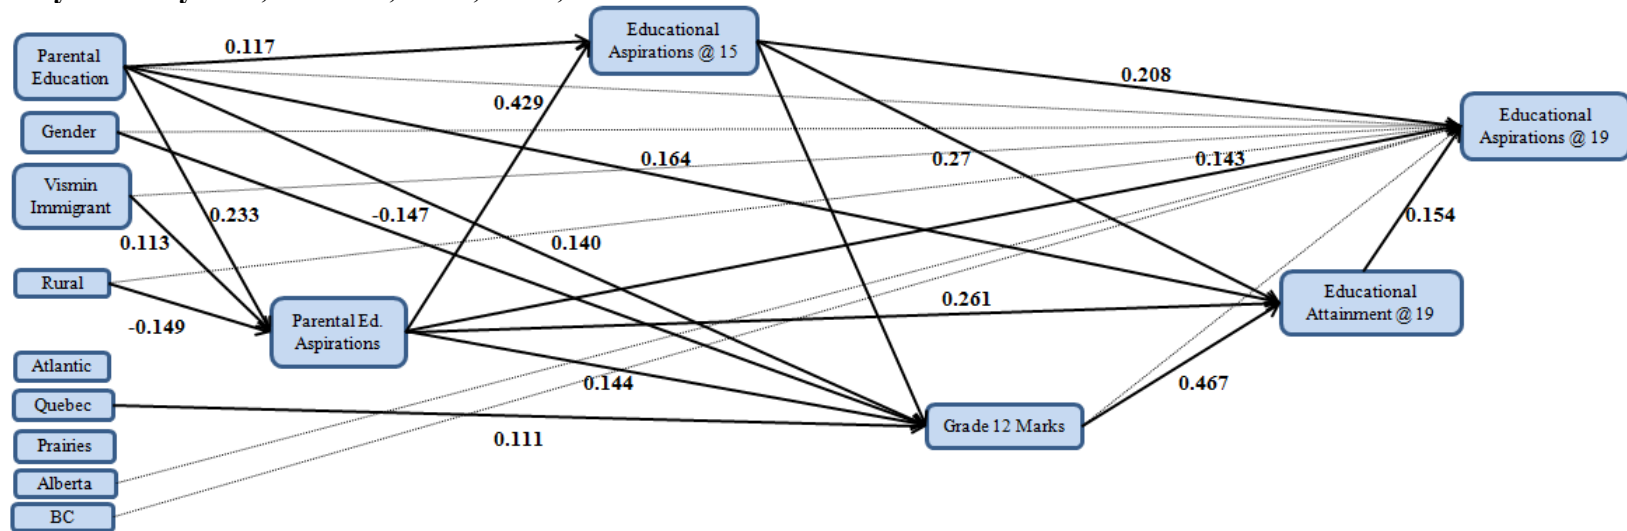 Educational
Aspirations @ 15
Parental
Education
0.117
0.208
0.429
Educational
Aspirations @ 19
Gender
0.164
0.27
0.143
Vismin
Immigrant
0.233
-0.147
0.154
0.113
0.140
Rural
Educational
Attainment @ 19
0.261
-0.149
Parental Ed.
Aspirations
Atlantic
0.144
0.467
Quebec
Grade 12 Marks
0.111
Prairies
Alberta
BC